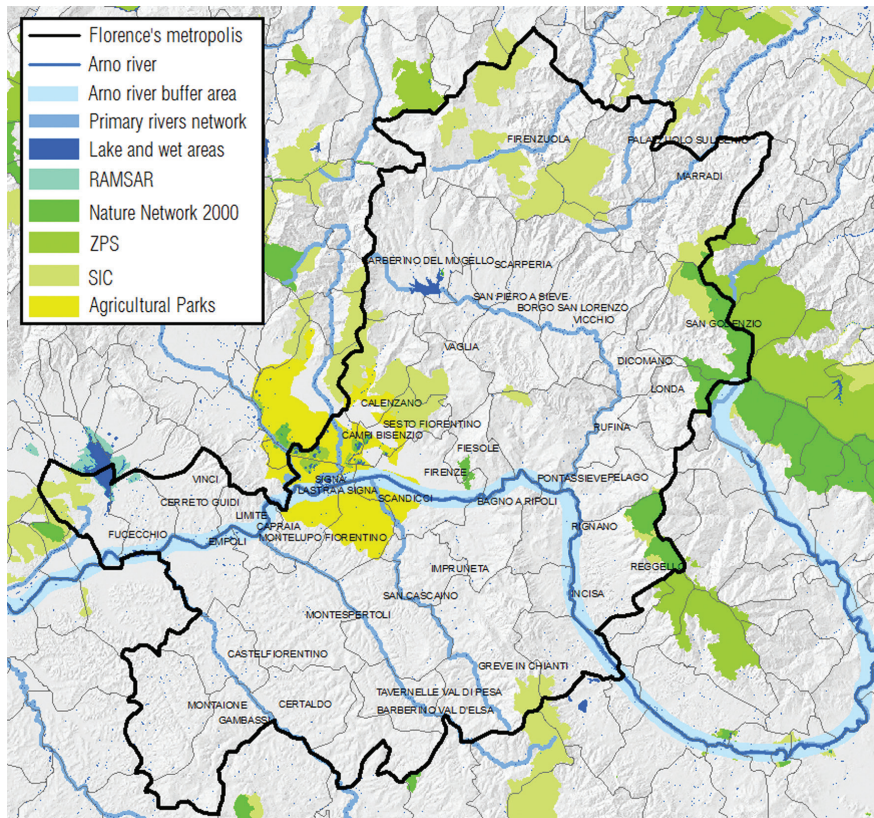 Florence's metropolis
Arno river
Arno river buffer area
Primary rivers network
Lake and wet areas
RAMSAR
Nature Network 2000
ZPS
SIC
Agricultural Parks
FIRENZUOLA
PALAZZUOLO SUL SENIO
MARRADI
BARBERINO DEL MUGELLO
SCARPERIA
SAN PIERO A SIEVE
BORGO SAN LORENZO
VICCHIO
SAN GODENZIO
VAGLIA
DICOMANO
LONDA
CALENZANO
SESTO FIORENTINO
CAMPI BISENZIO
RUFINA
FIESOLE
FIRENZE
SIGNA
LASTRA A SIGNA
SCANDICCI
PONTASSIEVE
PELAGO
BAGNO A RIPOLI
VINCI
CERRETO GUIDI
LIMITE
CAPRAIA
FUCECCHIO
EMPOLI
MONTELUPO FIORENTINO
RIGNANO
IMPRUNETA
REGGELLO
SAN CASCAINO
INCISA
MONTESPERTOLI
CASTELFIORENTINO
GREVE IN CHIANTI
TAVERNELLE VAL DI PESA
MONTAIONE
CERTALDO
BARBERINO VAL D'ELSA
GAMBASSI